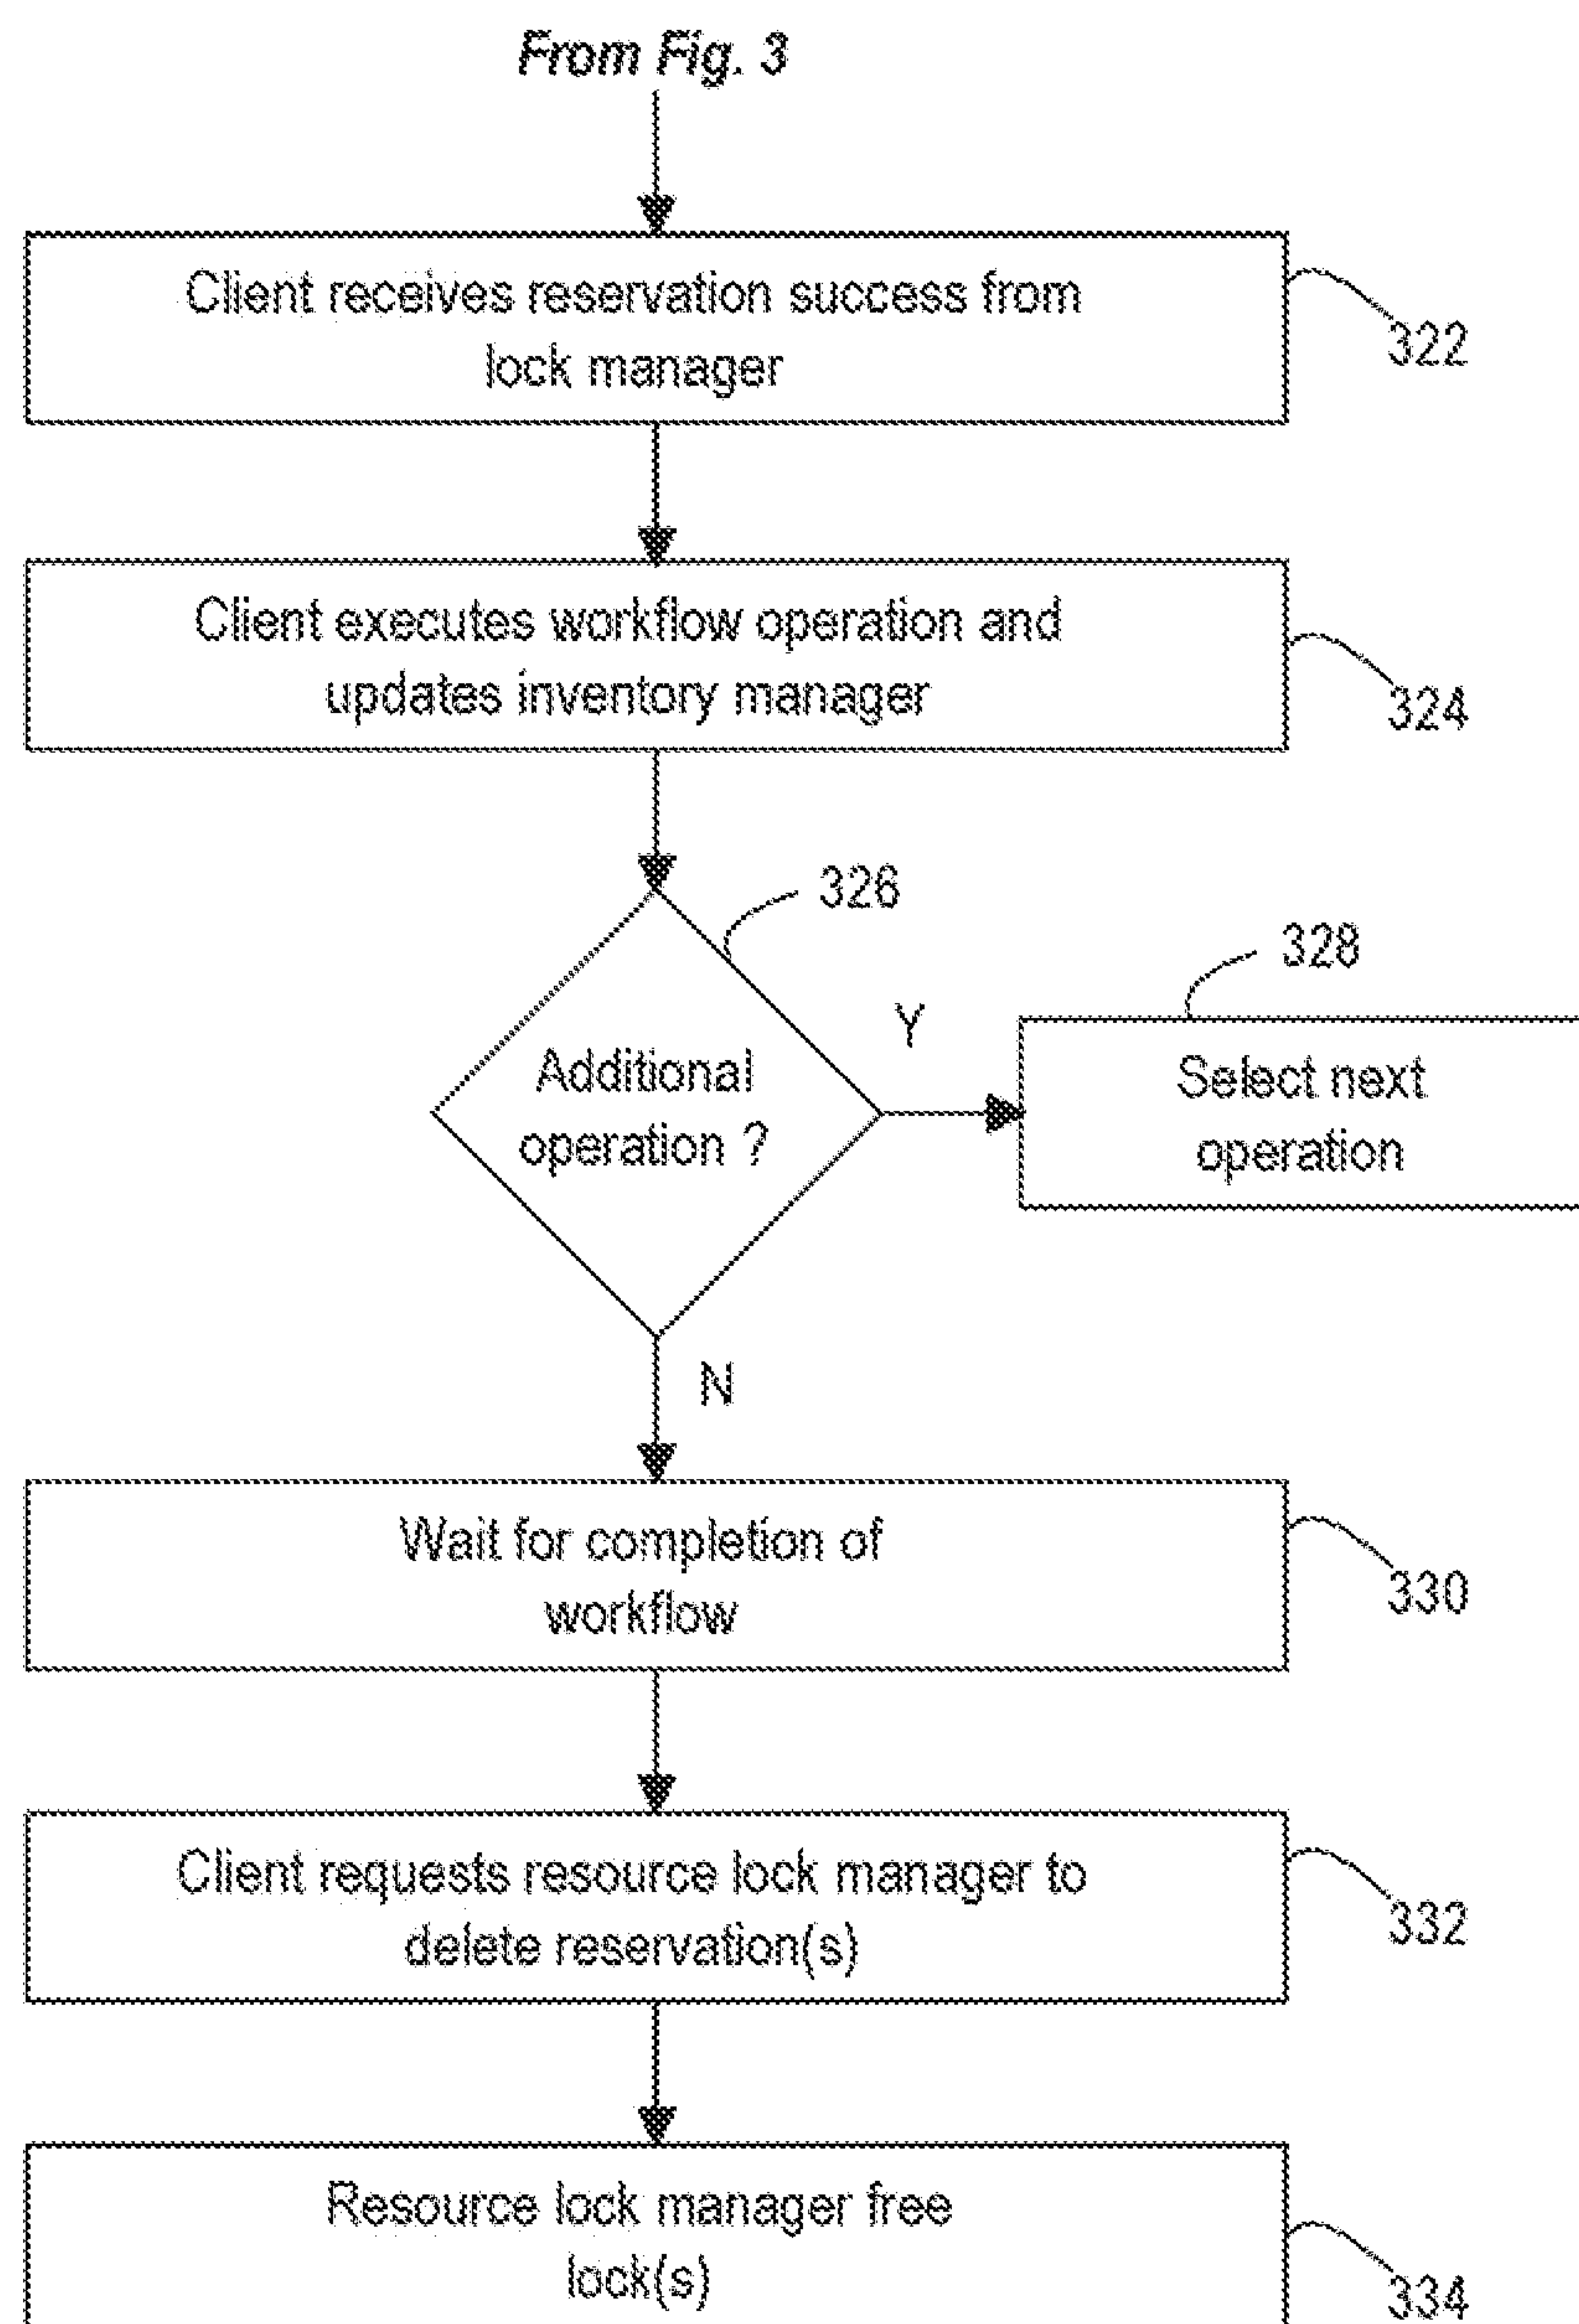 From Fig. 3
Client receives reservation success from
lock manager
322
Client executes workflow operation and
updates inventory manager
324
326
328
Y
Additional
operation ?
Select next
operation
N
Wait for completion of
workflow
330
Client requests resource lock manager to
delete reservation(s)
332
Resource lock manager free
lock(s)
334